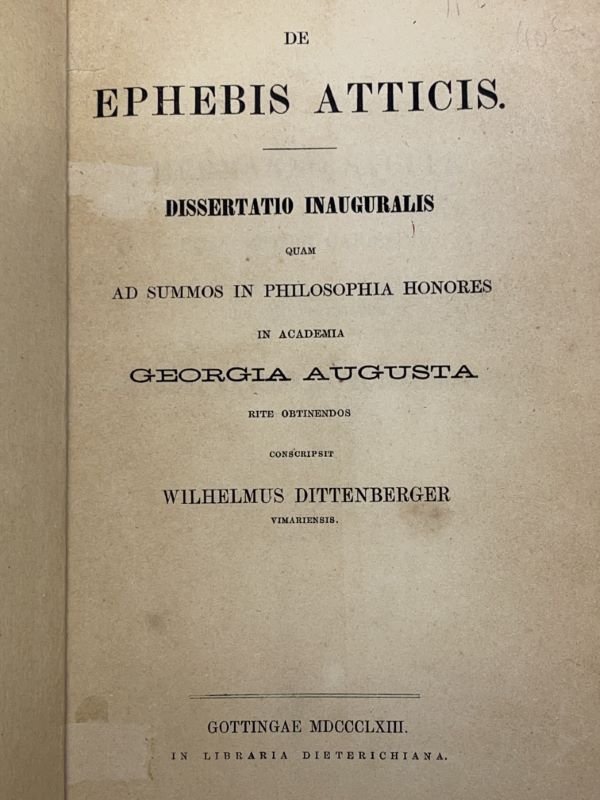 DE
EPHEBIS ATTICIS.
DISSERTATIO INAUGURALIS
QUAM
AD SUMMOS IN PHILOSOPHIA HONORES
IN ACADEMIA
GEORGIA AUGUSTA
RITE OBTINENDOS
CONSCRIPSIT
WILHELMUS DITTENBERGER
VIMARIENSIS.
GOTTINGAE MDCCCLXIII.
IN LIBRARIA DIETERICHIANA.